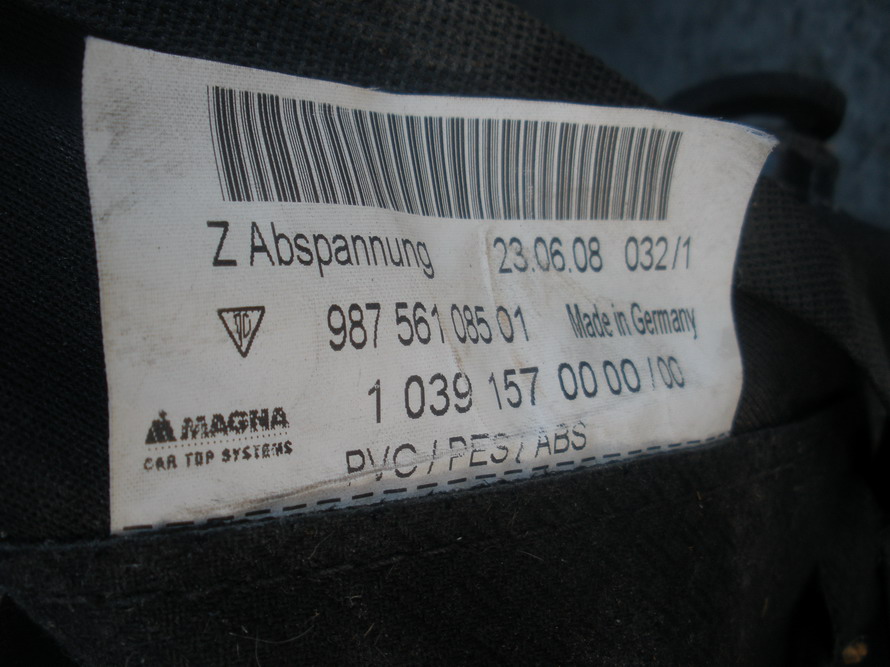 Z Abspannung 23.06.08 032/1
987 561 085 01 Made in Germany
1 039 157 00 00 / 00
MAGNA
CAR TOP SYSTEMS
PVC / PES / ABS